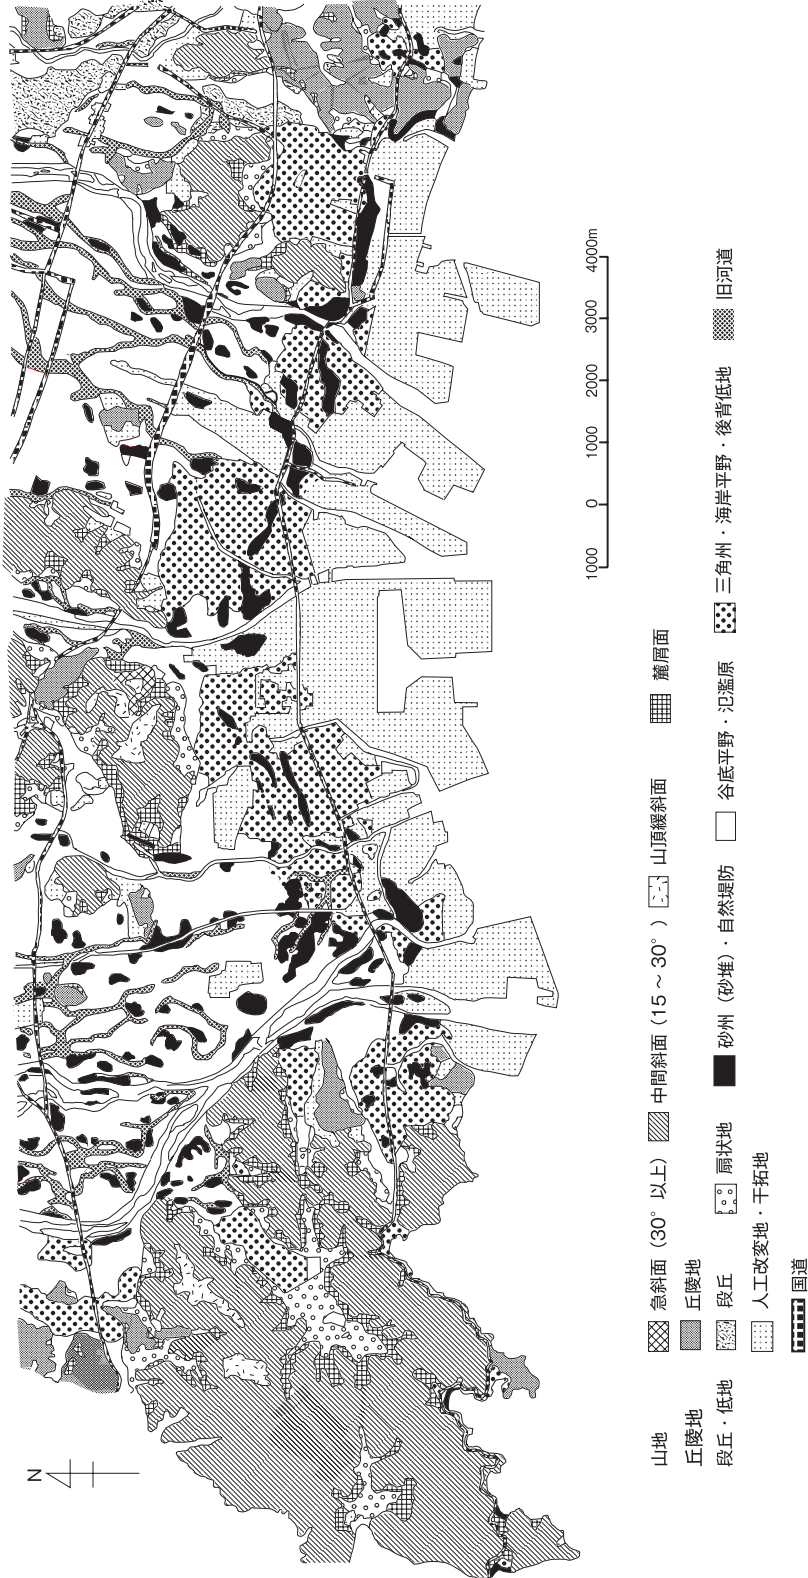 N
1000 0 1000 2000 3000 4000m
山地 急斜面（30°以上） 中間斜面（15～30°） 山頂緩斜面 麓屑面
丘陵地 丘陵地
段丘・低地 段丘 扇状地 砂州（砂堆）・自然堤防 谷底平野・氾濫原 三角州・海岸平野・後背低地 旧河道
人工改変地・干拓地
国道